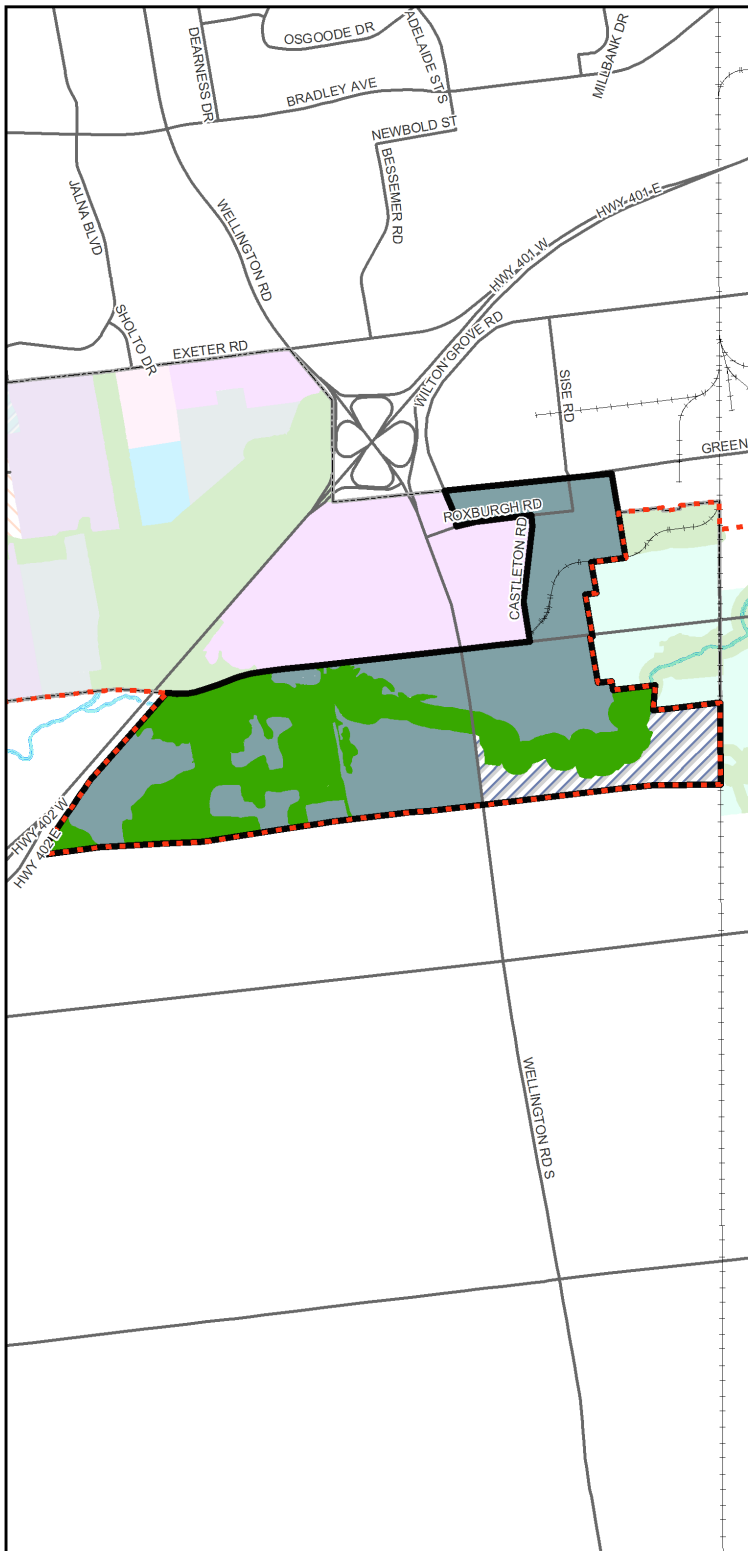 OSGOODE DR
DEARNESS DR
ADELAIDE ST S
MILLBANK DR
BRADLEY AVE
NEWBOLD ST
BESSEMER RD
JALNA BLVD
WELLINGTON RD
HWY 401 E
HWY 401 W
SHOLTO DR
EXETER RD
WILTON GROVE RD
SISE RD
GREEN
ROXBURGH RD
CASTLETON RD
HWY 402 W
HWY 402 E
WELLINGTON RD S